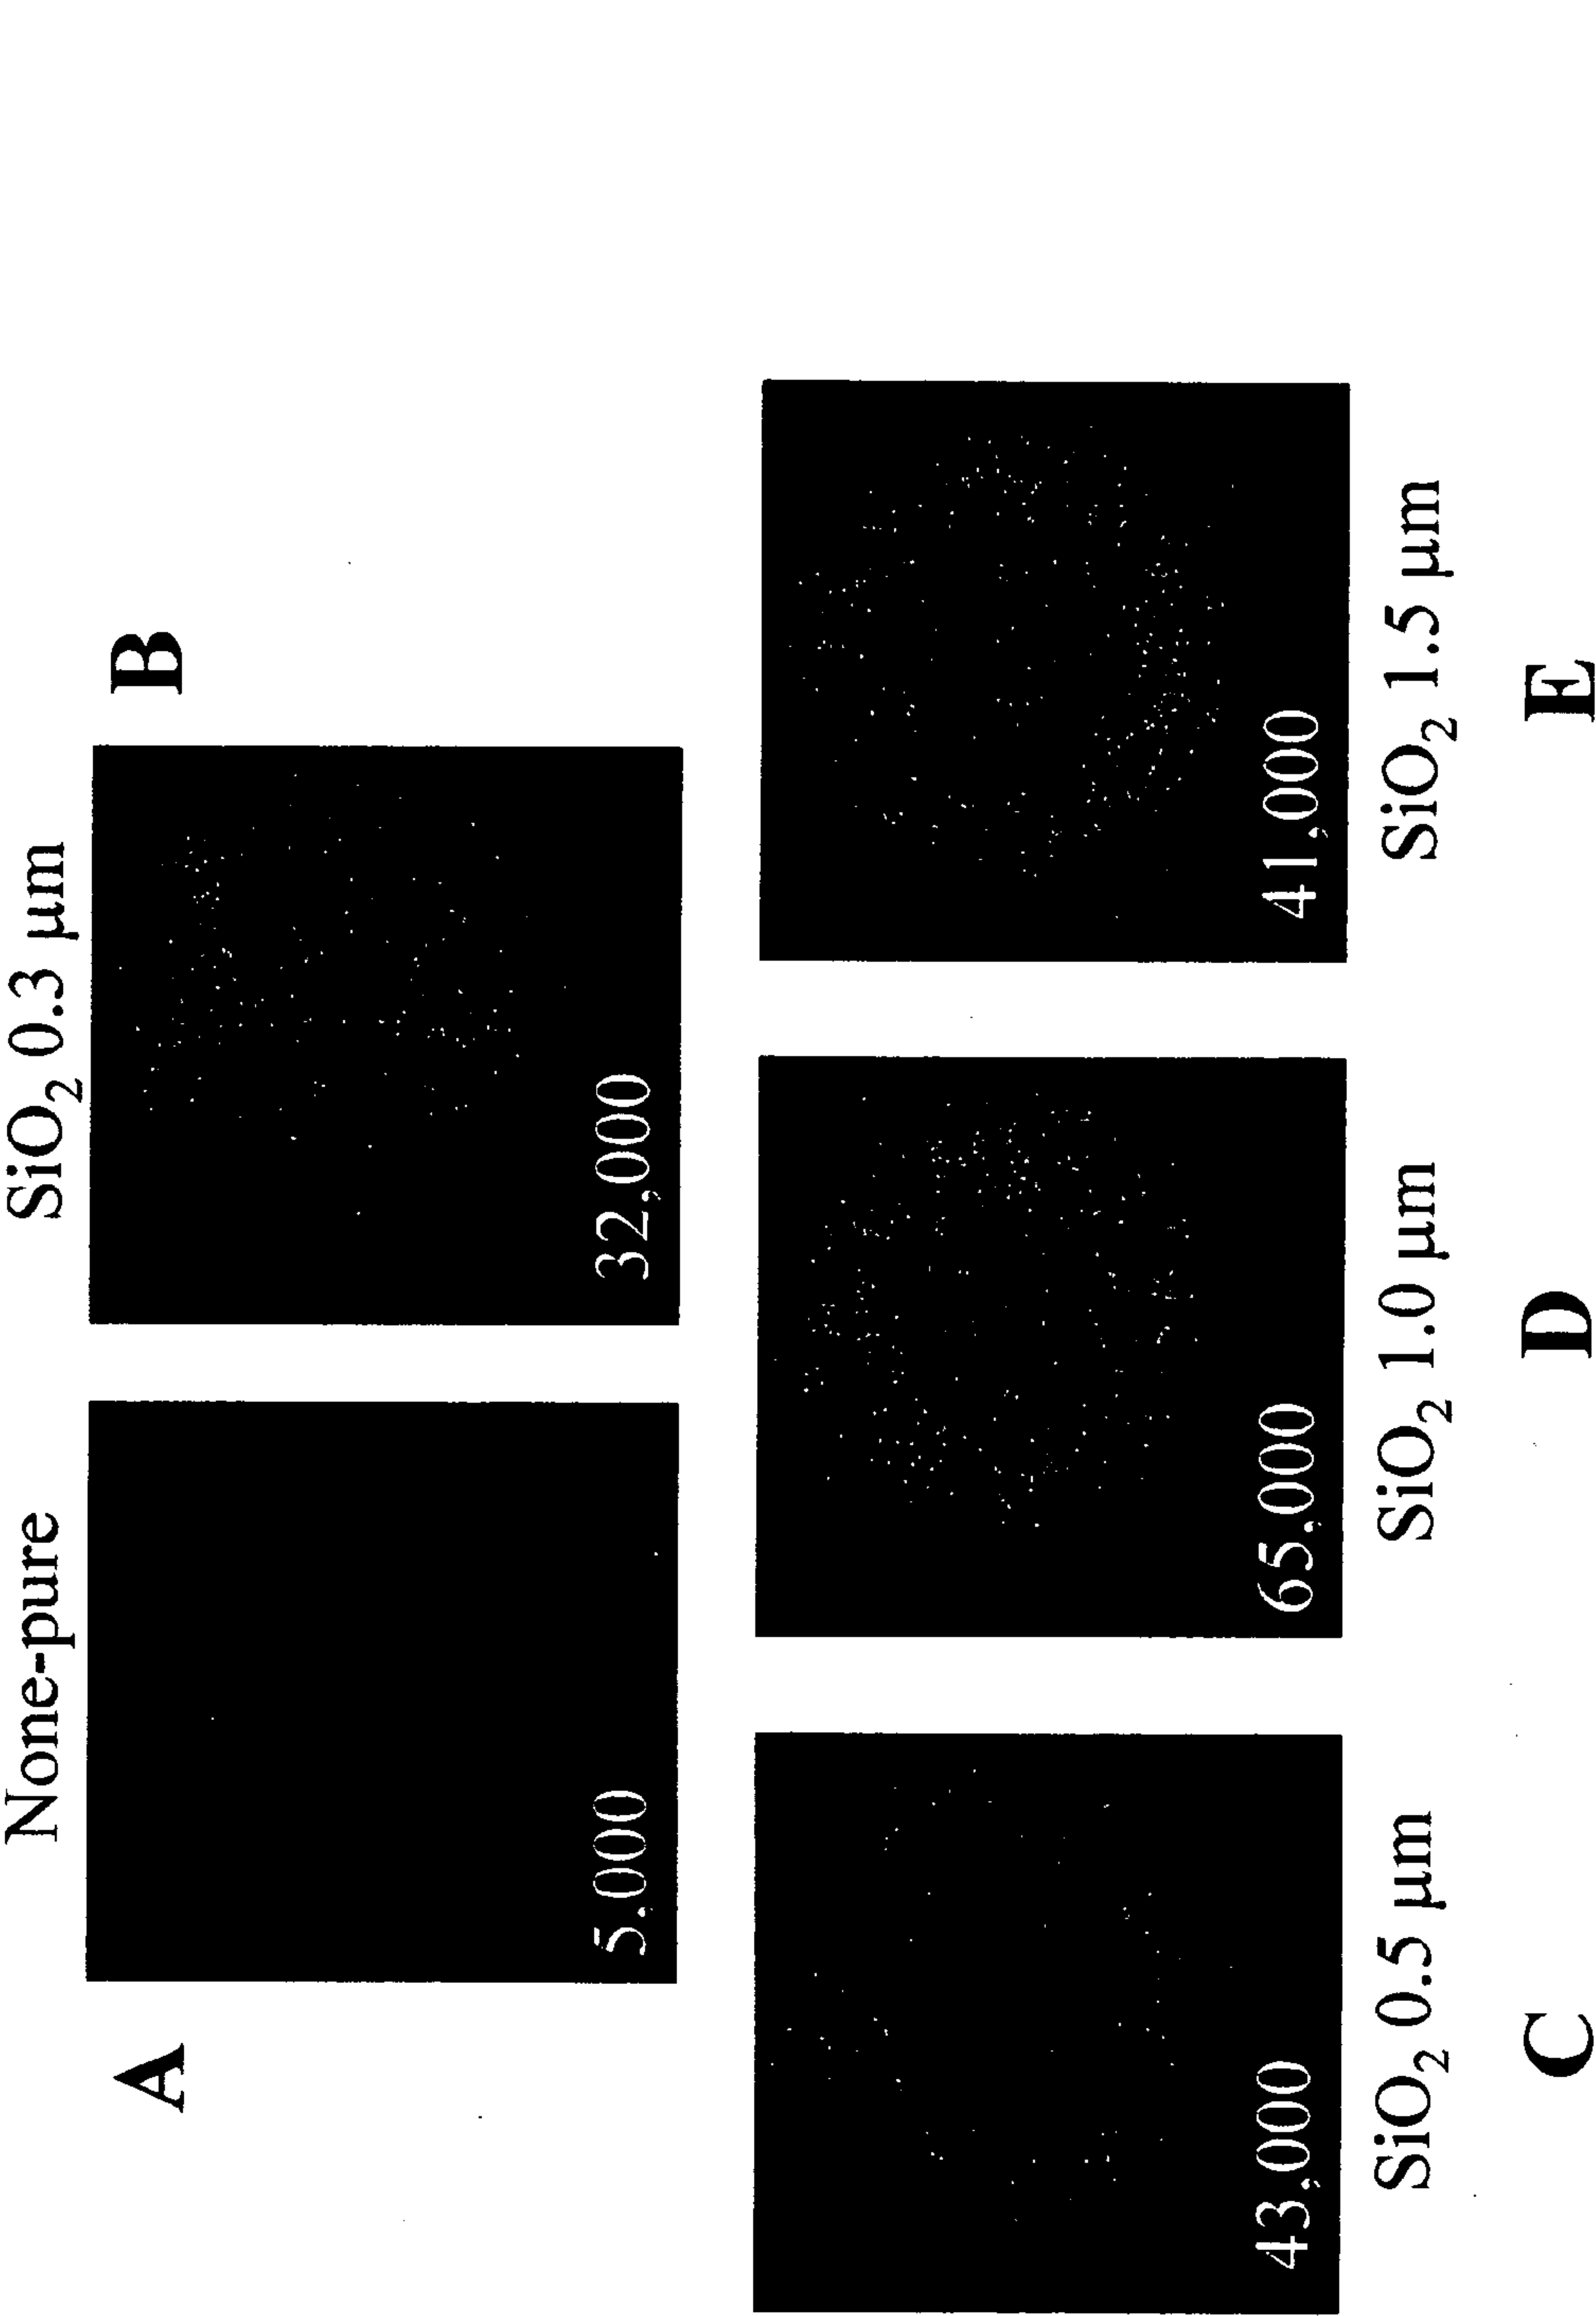 A
None-pure
5,000
SiO₂ 0.3 µm
B
32,000
43,000
SiO₂ 0.5 µm
C
65,000
SiO₂ 1.0 µm
D
41,000
SiO₂ 1.5 µm
E